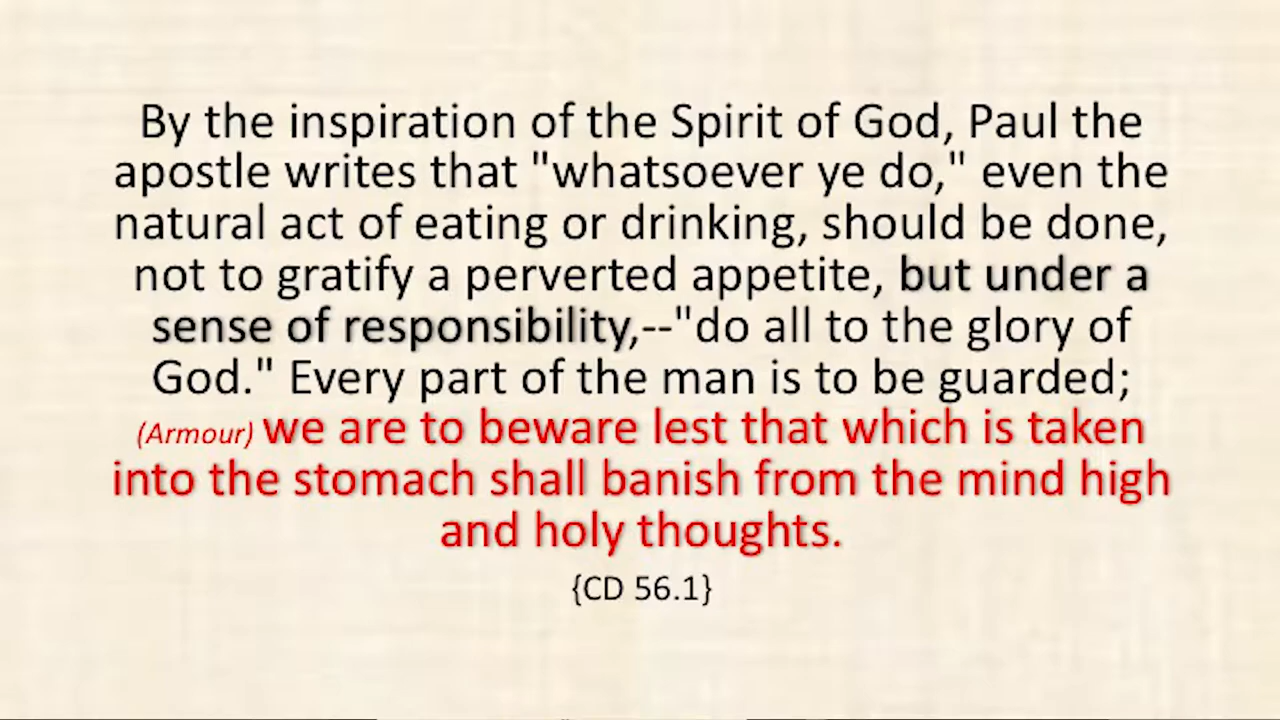 By the inspiration of the Spirit of God, Paul the
apostle writes that "whatsoever ye do," even the
natural act of eating or drinking, should be done,
not to gratify a perverted appetite, but under a
sense of responsibility,--"do all to the glory of
God." Every part of the man is to be guarded;
(Armour) we are to beware lest that which is taken
into the stomach shall banish from the mind high
and holy thoughts.
{CD 56.1}